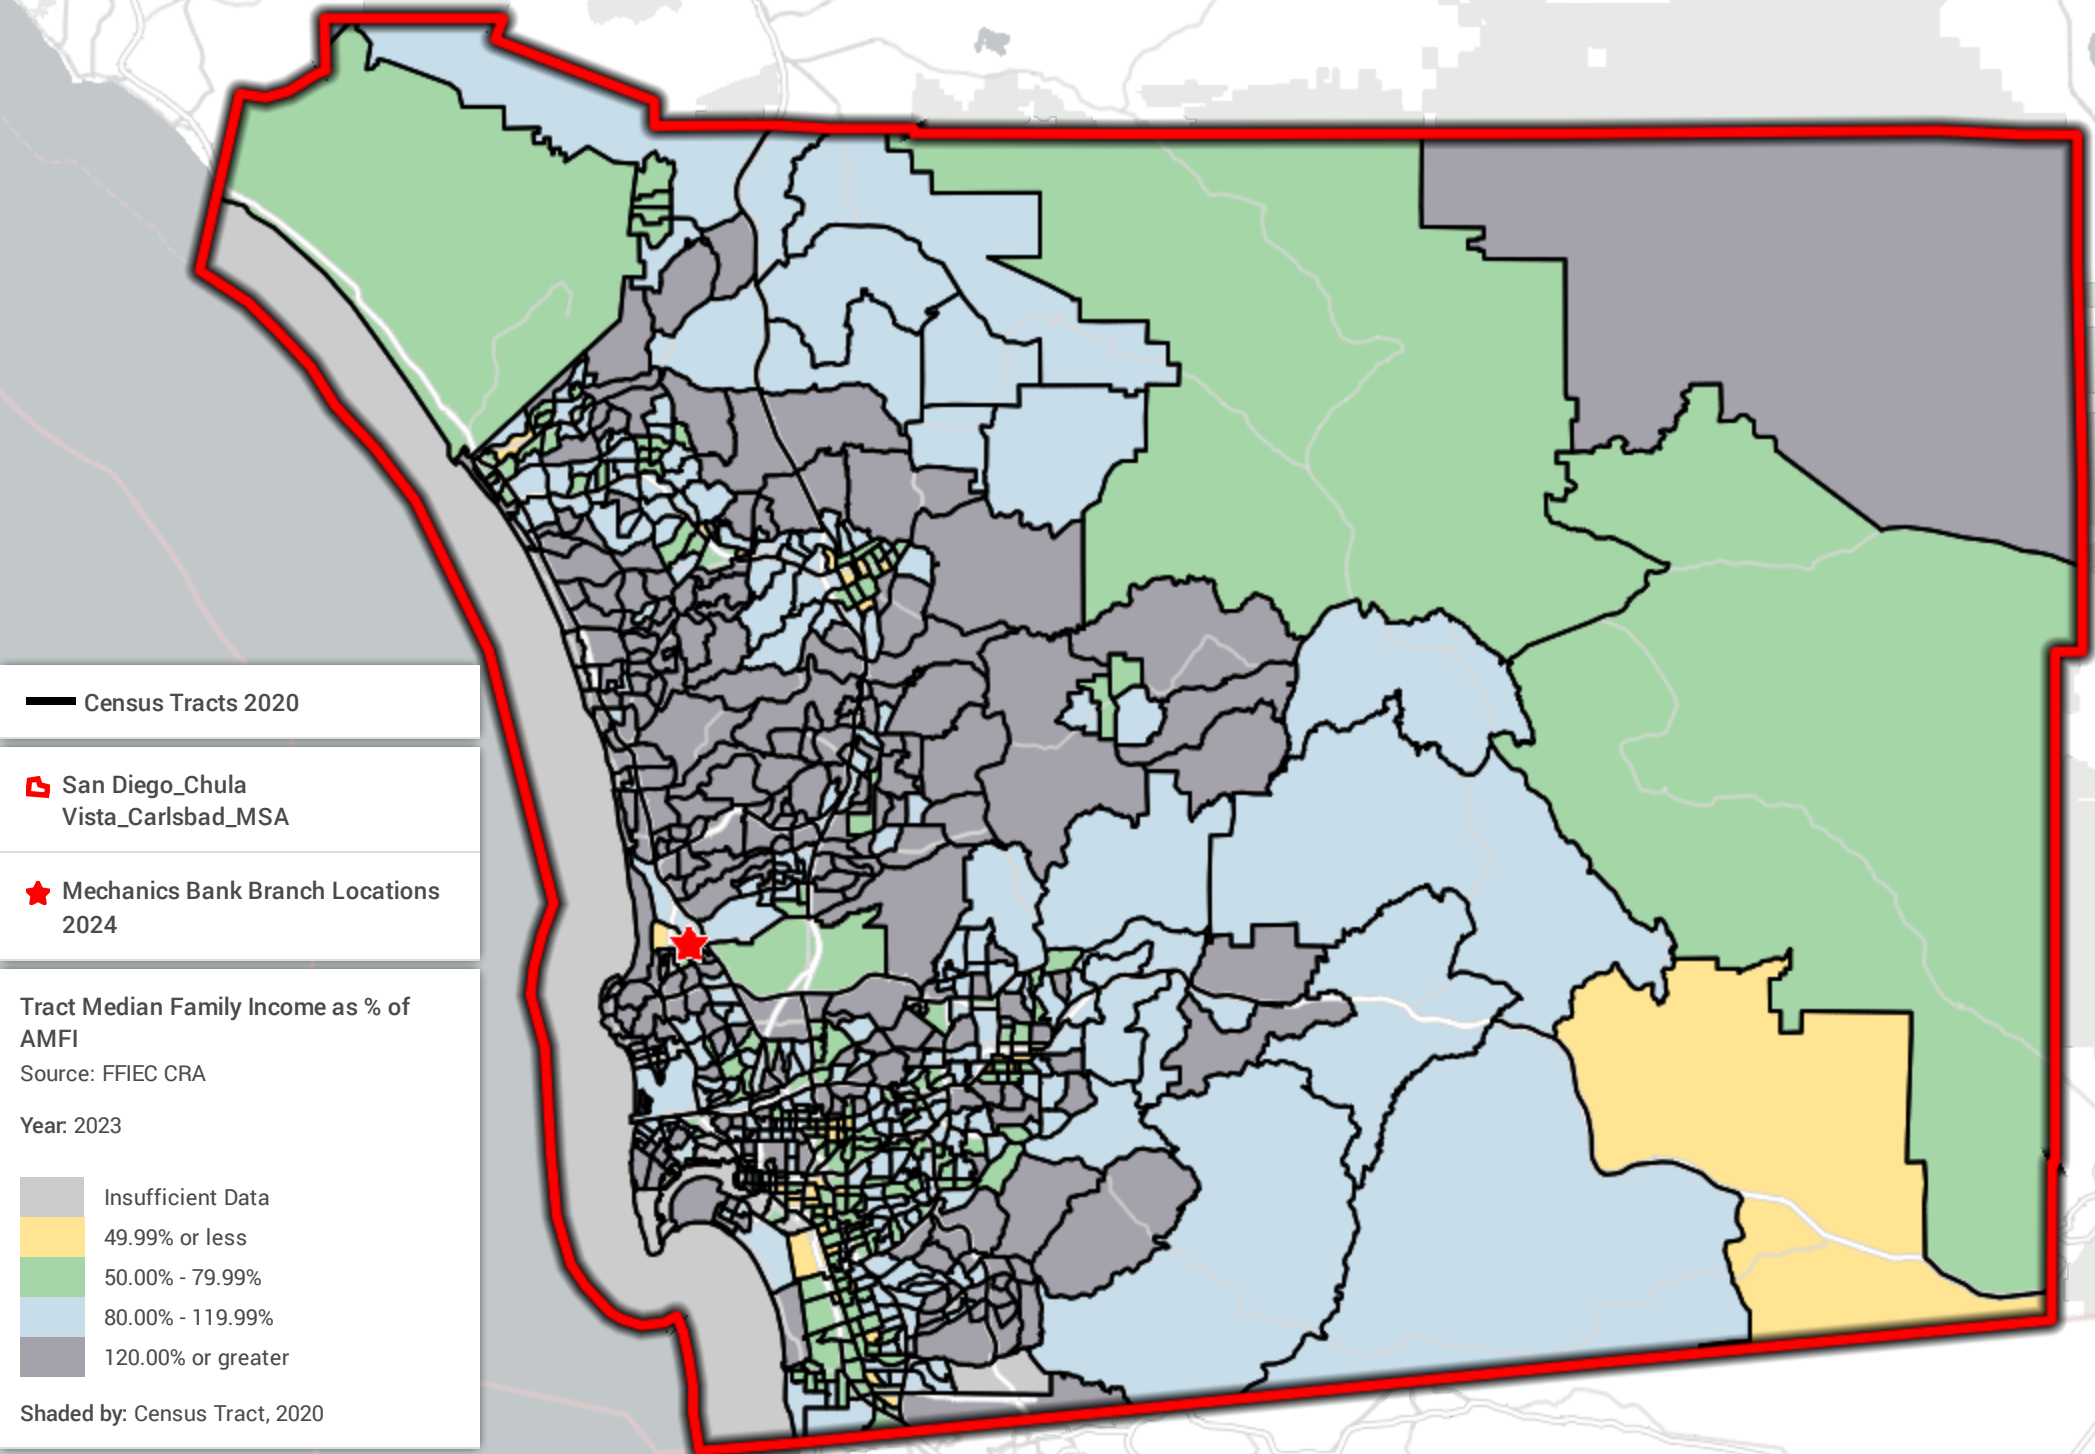 Census Tracts 2020
San Diego_Chula
Vista_Carlsbad_MSA
Mechanics Bank Branch Locations
2024
Tract Median Family Income as % of
AMFI
Source: FFIEC CRA
Year: 2023
Insufficient Data
49.99% or less
50.00% - 79.99%
80.00% - 119.99%
120.00% or greater
Shaded by: Census Tract, 2020